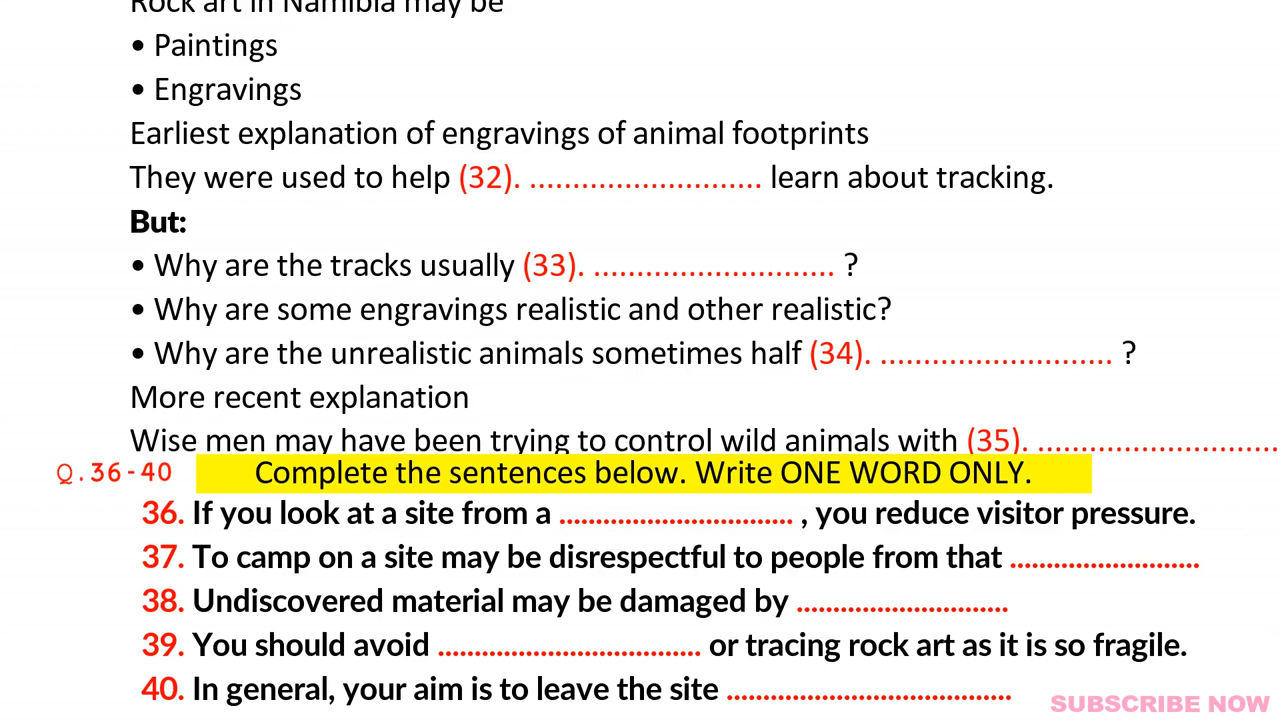 Rock art in Namibia may be
• Paintings
• Engravings
Earliest explanation of engravings of animal footprints
They were used to help (32). ........................... learn about tracking.
But:
• Why are the tracks usually (33). ............................ ?
• Why are some engravings realistic and other realistic?
• Why are the unrealistic animals sometimes half (34). ........................... ?
More recent explanation
Wise men may have been trying to control wild animals with (35). ............................
Q.36-40 Complete the sentences below. Write ONE WORD ONLY.
36. If you look at a site from a ................................ , you reduce visitor pressure.
37. To camp on a site may be disrespectful to people from that ..........................
38. Undiscovered material may be damaged by .............................
39. You should avoid .................................... or tracing rock art as it is so fragile.
40. In general, your aim is to leave the site .......................................
SUBSCRIBE NOW